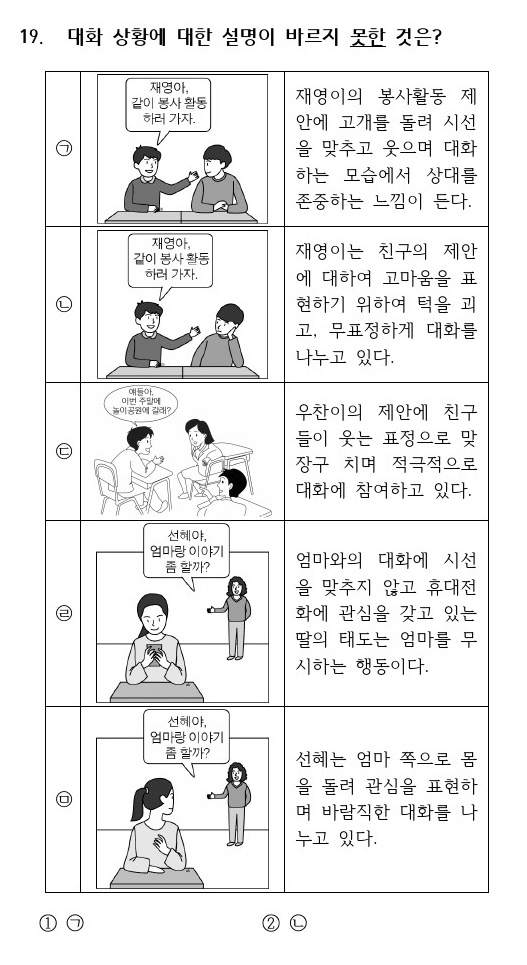 19. 대화 상황에 대한 설명이 바르지 못한 것은?
㉠
재영아,
같이 봉사 활동
하러 가자.
재영이의 봉사활동 제
안에 고개를 돌려 시선
을 맞추고 웃으며 대화
하는 모습에서 상대를
존중하는 느낌이 든다.
㉡
재영아,
같이 봉사 활동
하러 가자.
재영이는 친구의 제안
에 대하여 고마움을 표
현하기 위하여 턱을 괴
고, 무표정하게 대화를
나누고 있다.
㉢
얘들아,
이번 주말에
놀이공원에 갈래?
우찬이의 제안에 친구
들이 웃는 표정으로 맞
장구 치며 적극적으로
대화에 참여하고 있다.
㉣
선혜야,
엄마랑 이야기
좀 할까?
엄마와의 대화에 시선
을 맞추지 않고 휴대전
화에 관심을 갖고 있는
딸의 태도는 엄마를 무
시하는 행동이다.
㉤
선혜야,
엄마랑 이야기
좀 할까?
선혜는 엄마 쪽으로 몸
을 돌려 관심을 표현하
며 바람직한 대화를 나
누고 있다.
① ㉠ ② ㉡